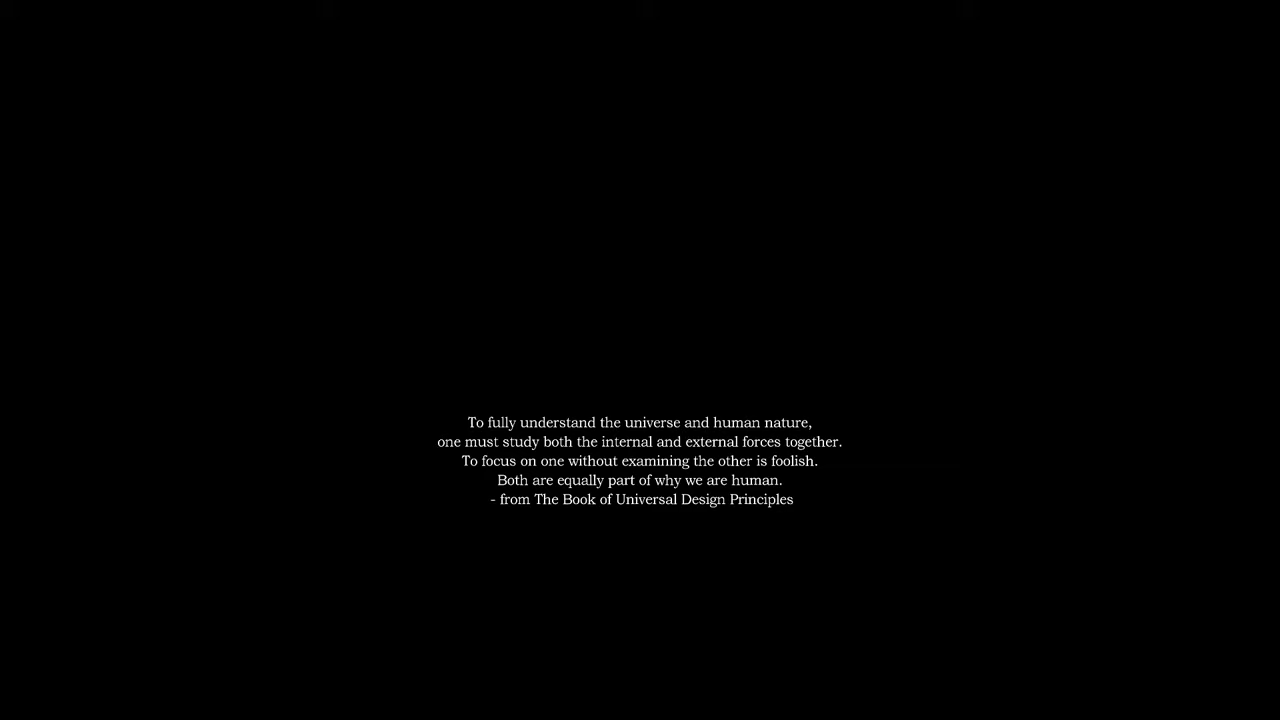 To fully understand the universe and human nature,
one must study both the internal and external forces together.
To focus on one without examining the other is foolish.
Both are equally part of why we are human.
- from The Book of Universal Design Principles